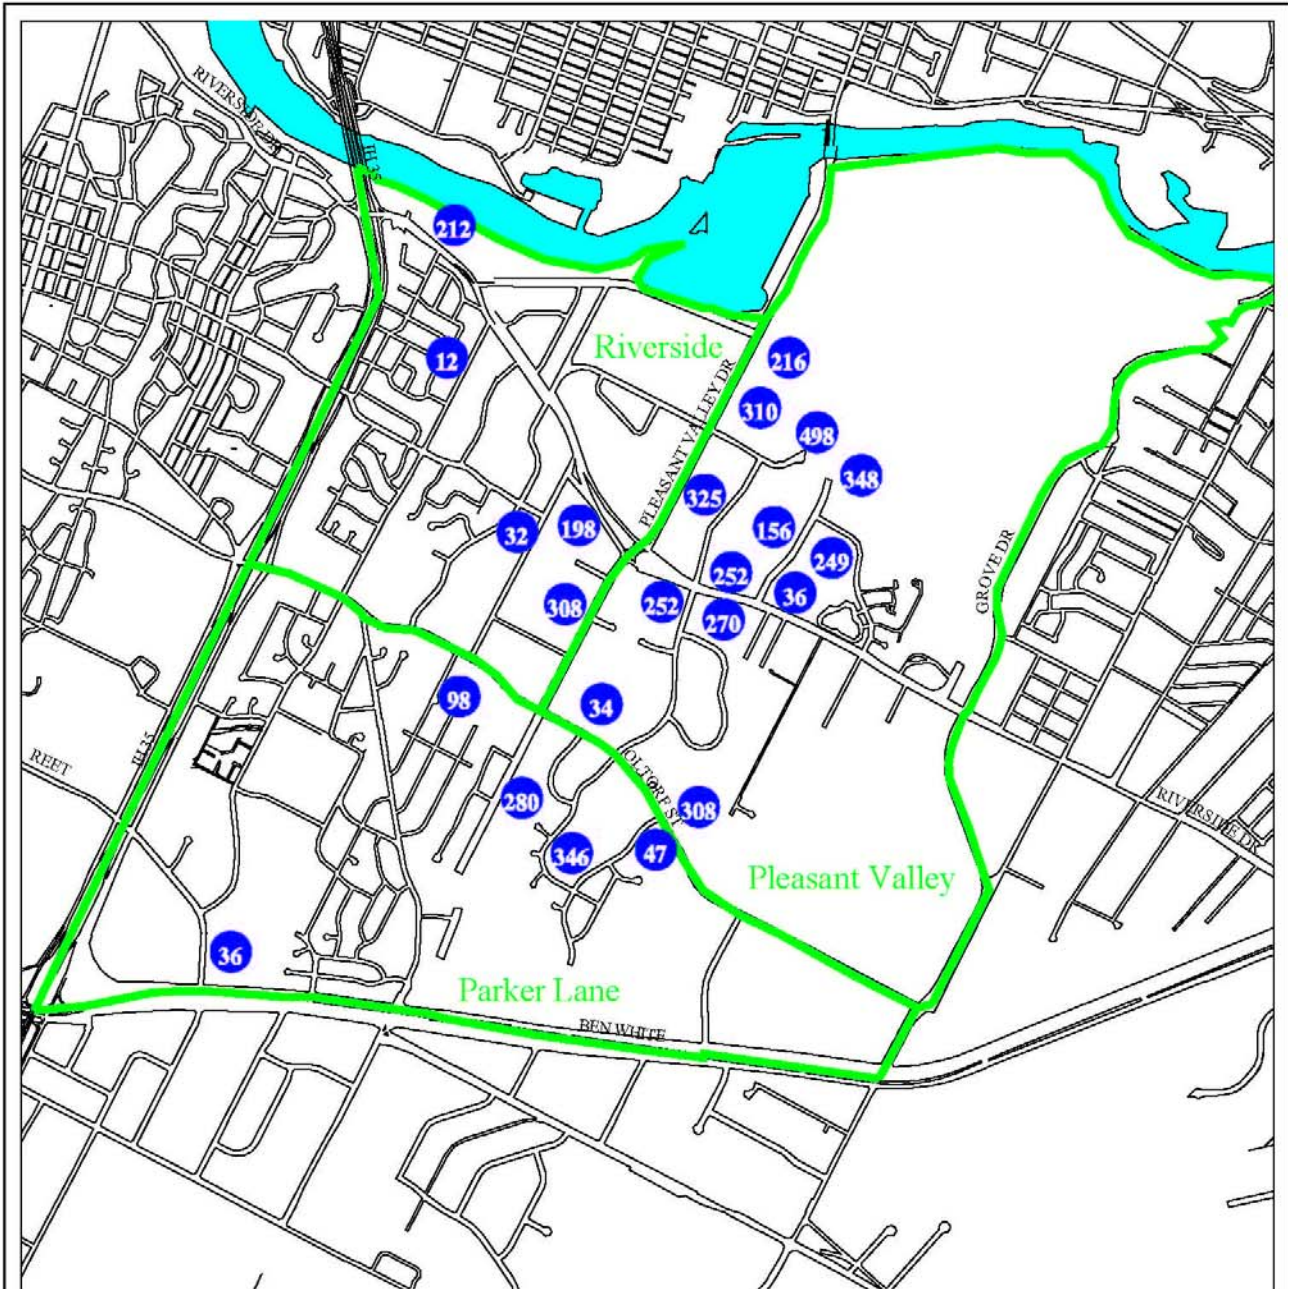 RIVERSIDE DR
IH 35
212
Riverside
12
216
310
PLEASANT VALLEY DR
498
348
325
32
198
156
249
252
36
GROVE DR
308
252
270
98
34
IH 35
REET
OLTORF ST
280
308
RIVERSIDE D
346
47
Pleasant Valley
36
Parker Lane
BEN WHITE